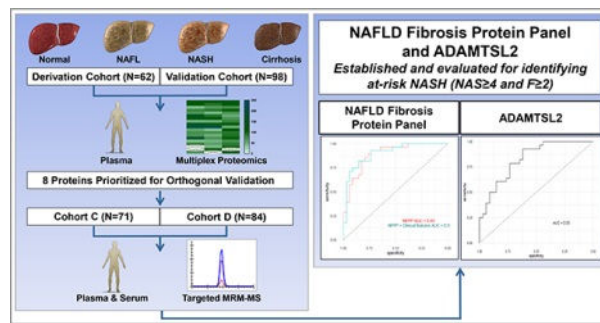 Normal
NAFL
NASH
Cirrhosis
Derivation Cohort (N=62)
Validation Cohort (N=98)
Plasma
Multiplex Proteomics
8 Proteins Prioritized for Orthogonal Validation
Cohort C (N=71)
Cohort D (N=84)
Plasma & Serum
Targeted MRM-MS
NAFLD Fibrosis Protein Panel
and ADAMTSL2
Established and evaluated for identifying
at-risk NASH (NAS≥4 and F≥2)
NAFLD Fibrosis
Protein Panel
ADAMTSL2